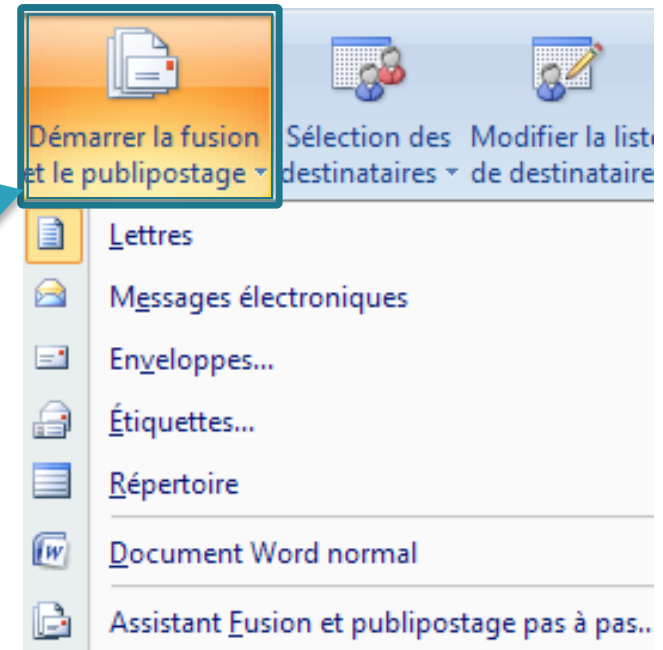 Démarrer la fusion
et le publipostage
Sélection des
destinataires
Modifier la liste
de destinataire
Lettres
Messages électroniques
Enveloppes...
Étiquettes...
Répertoire
Document Word normal
Assistant Fusion et publipostage pas à pas..